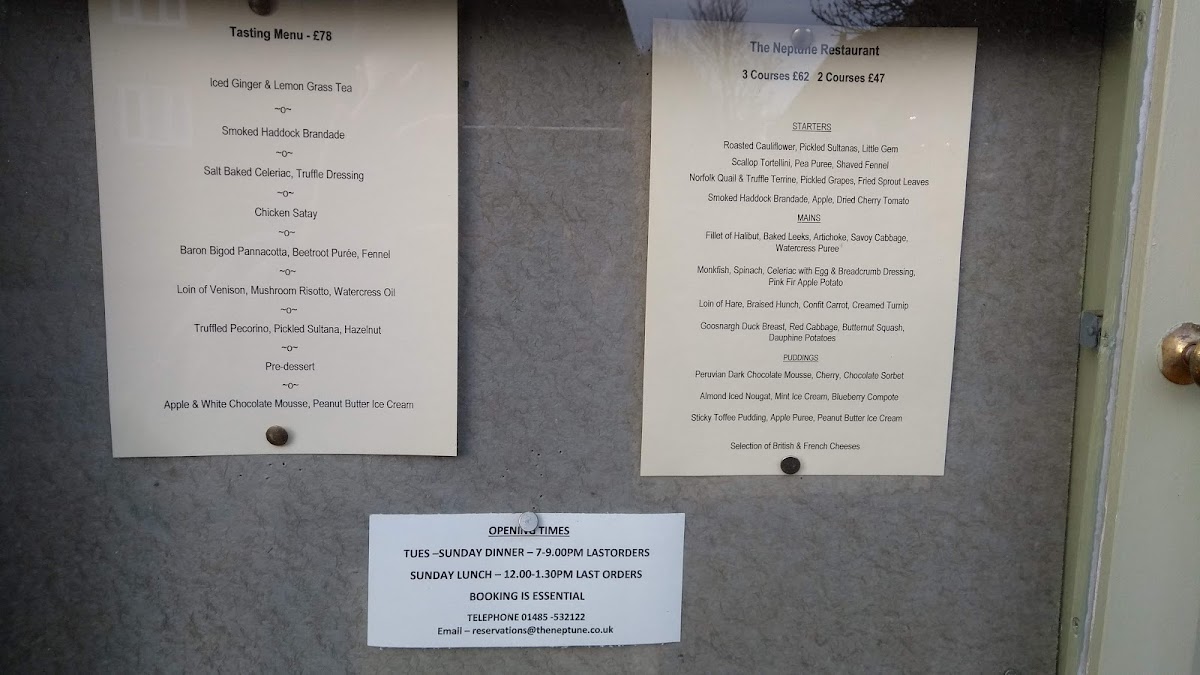 Tasting Menu - £78
Iced Ginger & Lemon Grass Tea
~o~
Smoked Haddock Brandade
~o~
Salt Baked Celeriac, Truffle Dressing
~o~
Chicken Satay
~o~
Baron Bigod Pannacotta, Beetroot Purée, Fennel
~o~
Loin of Venison, Mushroom Risotto, Watercress Oil
~o~
Truffled Pecorino, Pickled Sultana, Hazelnut
~o~
Pre-dessert
~o~
Apple & White Chocolate Mousse, Peanut Butter Ice Cream
The Neptune Restaurant
3 Courses £62 2 Courses £47
STARTERS
Roasted Cauliflower, Pickled Sultanas, Little Gem
Scallop Tortellini, Pea Puree, Shaved Fennel
Norfolk Quail & Truffle Terrine, Pickled Grapes, Fried Sprout Leaves
Smoked Haddock Brandade, Apple, Dried Cherry Tomato
MAINS
Fillet of Halibut, Baked Leeks, Artichoke, Savoy Cabbage,
Watercress Puree
Monkfish, Spinach, Celeriac with Egg & Breadcrumb Dressing,
Pink Fir Apple Potato
Loin of Hare, Braised Hunch, Confit Carrot, Creamed Turnip
Goosnargh Duck Breast, Red Cabbage, Butternut Squash,
Dauphine Potatoes
PUDDINGS
Peruvian Dark Chocolate Mousse, Cherry, Chocolate Sorbet
Almond Iced Nougat, Mint Ice Cream, Blueberry Compote
Sticky Toffee Pudding, Apple Puree, Peanut Butter Ice Cream
Selection of British & French Cheeses
OPENING TIMES
TUES –SUNDAY DINNER – 7-9.00PM LASTORDERS
SUNDAY LUNCH – 12.00-1.30PM LAST ORDERS
BOOKING IS ESSENTIAL
TELEPHONE 01485 -532122
Email – reservations@theneptune.co.uk